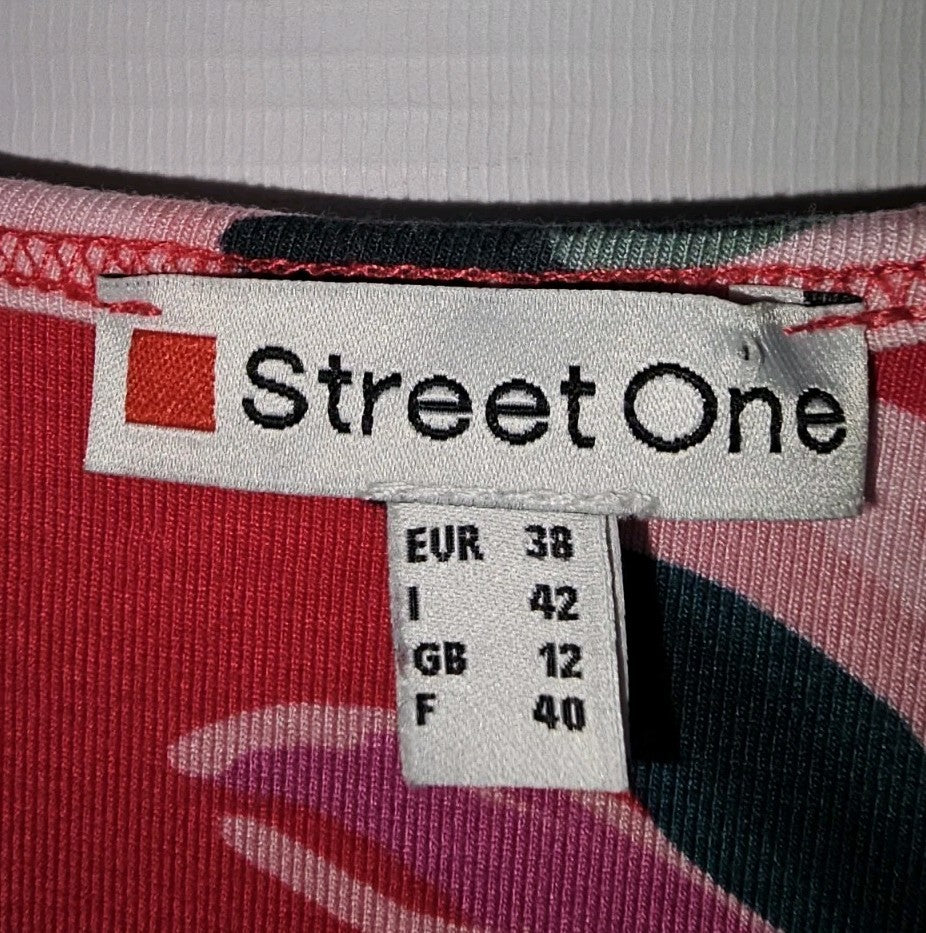 Street One
EUR 38
I 42
GB 12
F 40